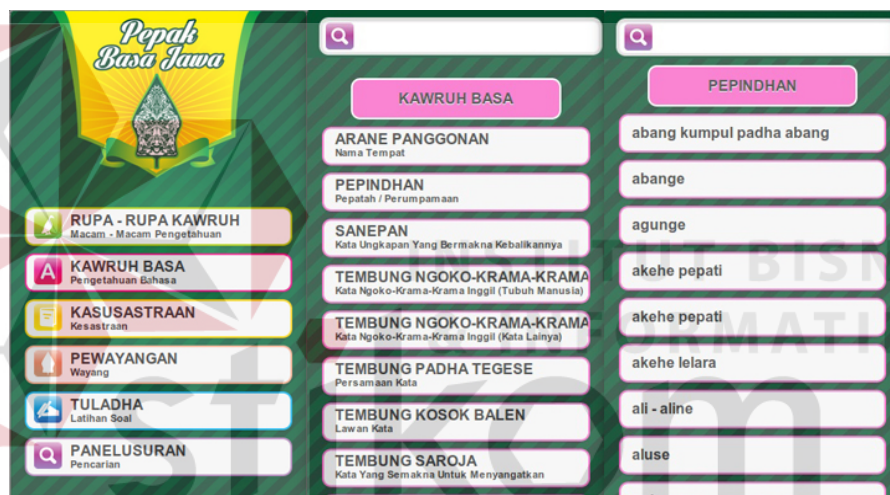 Pepak
Basa Jawa
RUPA - RUPA KAWRUH
Macam - Macam Pengetahuan
KAWRUH BASA
Pengetahuan Bahasa
KASUSASTRAAN
Kesastraan
PEWAYANGAN
Wayang
TULADHA
Latihan Soal
PANELUSURAN
Pencarian
KAWRUH BASA
ARANE PANGGONAN
Nama Tempat
PEPINDHAN
Pepatah / Perumpamaan
SANEPAN
Kata Ungkapan Yang Bermakna Kebalikannya
TEMBUNG NGOKO-KRAMA-KRAMA
Kata Ngoko-Krama-Krama Inggil (Tubuh Manusia)
TEMBUNG NGOKO-KRAMA-KRAMA
Kata Ngoko-Krama-Krama Inggil (Kata Lainya)
TEMBUNG PADHA TEGESE
Persamaan Kata
TEMBUNG KOSOK BALEN
Lawan Kata
TEMBUNG SAROJA
Kata Yang Semakna Untuk Menyangatkan
PEPINDHAN
abang kumpul padha abang
abange
agunge
akehe pepati
akehe pepati
akehe lelara
ali - aline
aluse
INSTITUT BISN
& INFORMATI
stikom